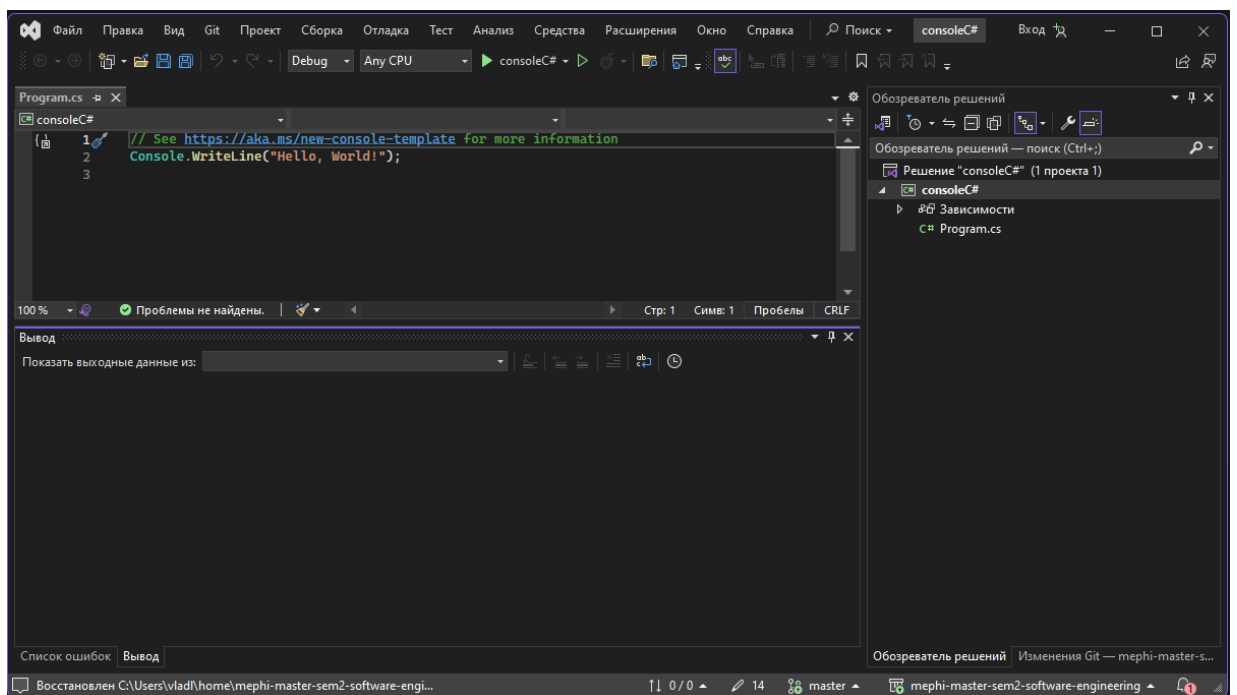 Файл Правка Вид Git Проект Сборка Отладка Тест Анализ Средства Расширения Окно Справка Поиск consoleC# Вход
Debug Any CPU consoleC#
Program.cs
Обозреватель решений
consoleC#
1 // See https://aka.ms/new-console-template for more information
2 Console.WriteLine("Hello, World!");
3
Обозреватель решений — поиск (Ctrl+;)
Решение "consoleC#" (1 проекта 1)
consoleC#
Зависимости
C# Program.cs
100 % Проблемы не найдены. Стр: 1 Симв: 1 Пробелы CRLF
Вывод
Показать выходные данные из:
Список ошибок Вывод
Обозреватель решений Изменения Git — mephi-master-s...
Восстановлен C:\Users\vladl\home\mephi-master-sem2-software-engi... 0 / 0 14 master mephi-master-sem2-software-engineering 1